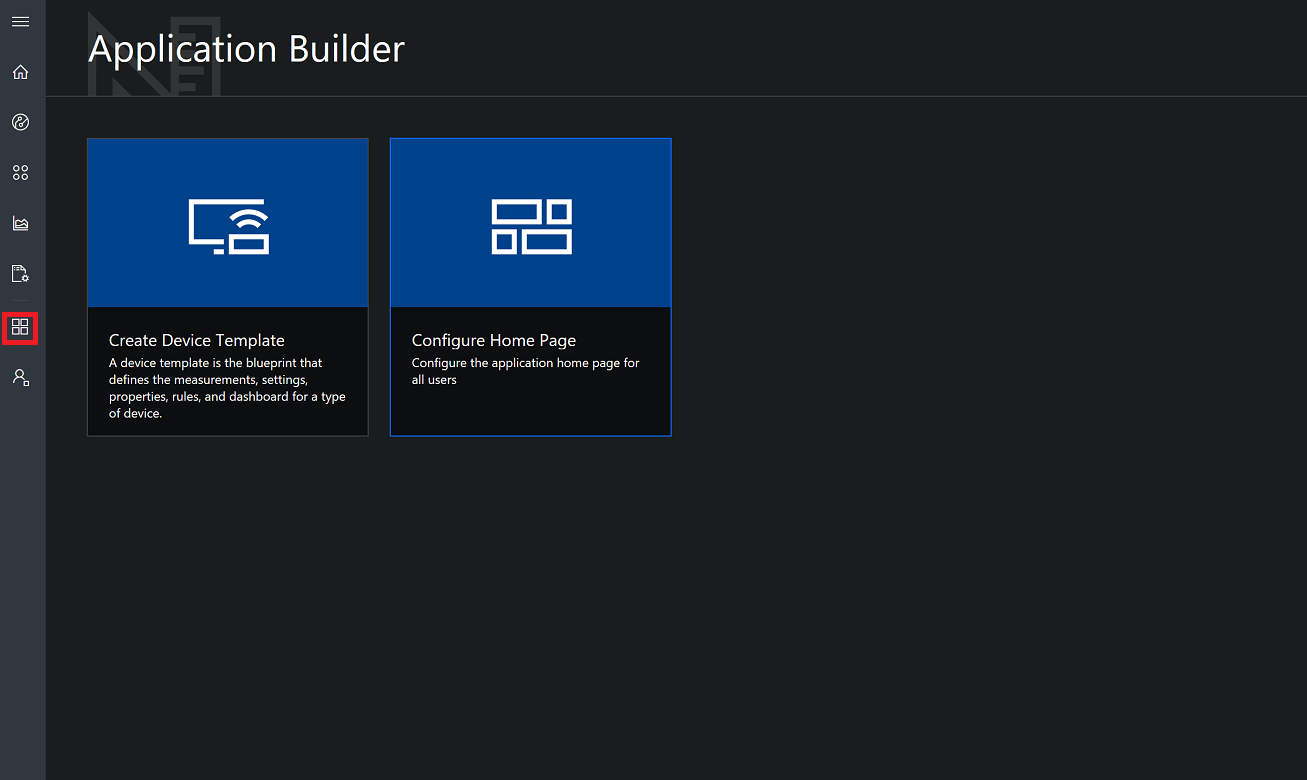 Application Builder
Create Device Template
A device template is the blueprint that
defines the measurements, settings,
properties, rules, and dashboard for a type
of device.
Configure Home Page
Configure the application home page for
all users